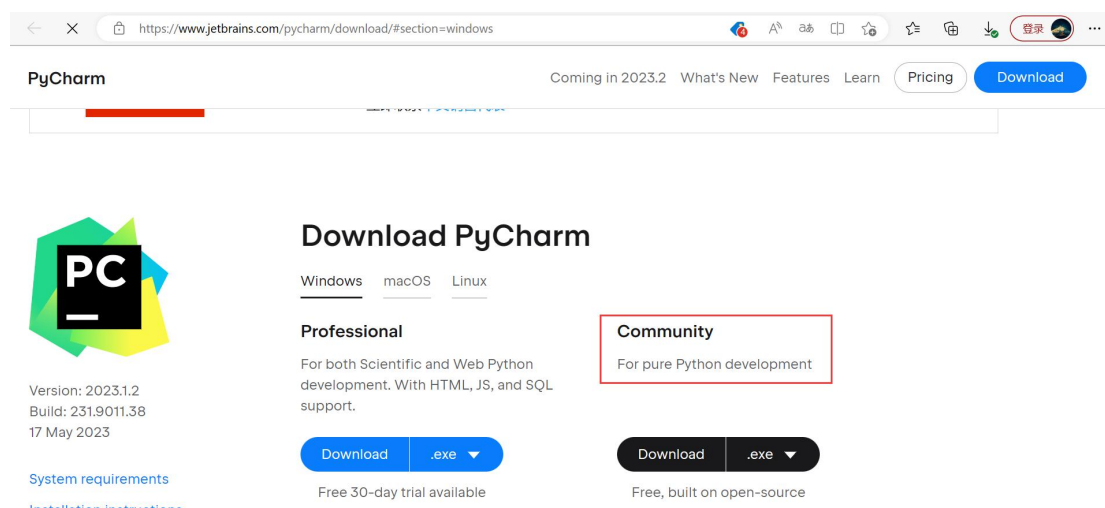 https://www.jetbrains.com/pycharm/download/#section=windows
登录
PyCharm
Coming in 2023.2 What's New Features Learn Pricing Download
PC
Version: 2023.1.2
Build: 231.9011.38
17 May 2023
System requirements
Download PyCharm
Windows macOS Linux
Professional
For both Scientific and Web Python
development. With HTML, JS, and SQL
support.
Download .exe
Free 30-day trial available
Community
For pure Python development
Download .exe
Free, built on open-source